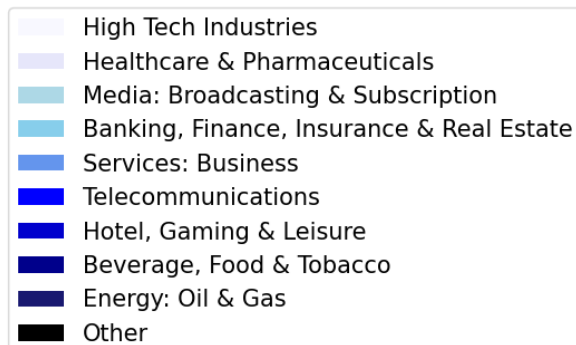 High Tech Industries
Healthcare & Pharmaceuticals
Media: Broadcasting & Subscription
Banking, Finance, Insurance & Real Estate
Services: Business
Telecommunications
Hotel, Gaming & Leisure
Beverage, Food & Tobacco
Energy: Oil & Gas
Other